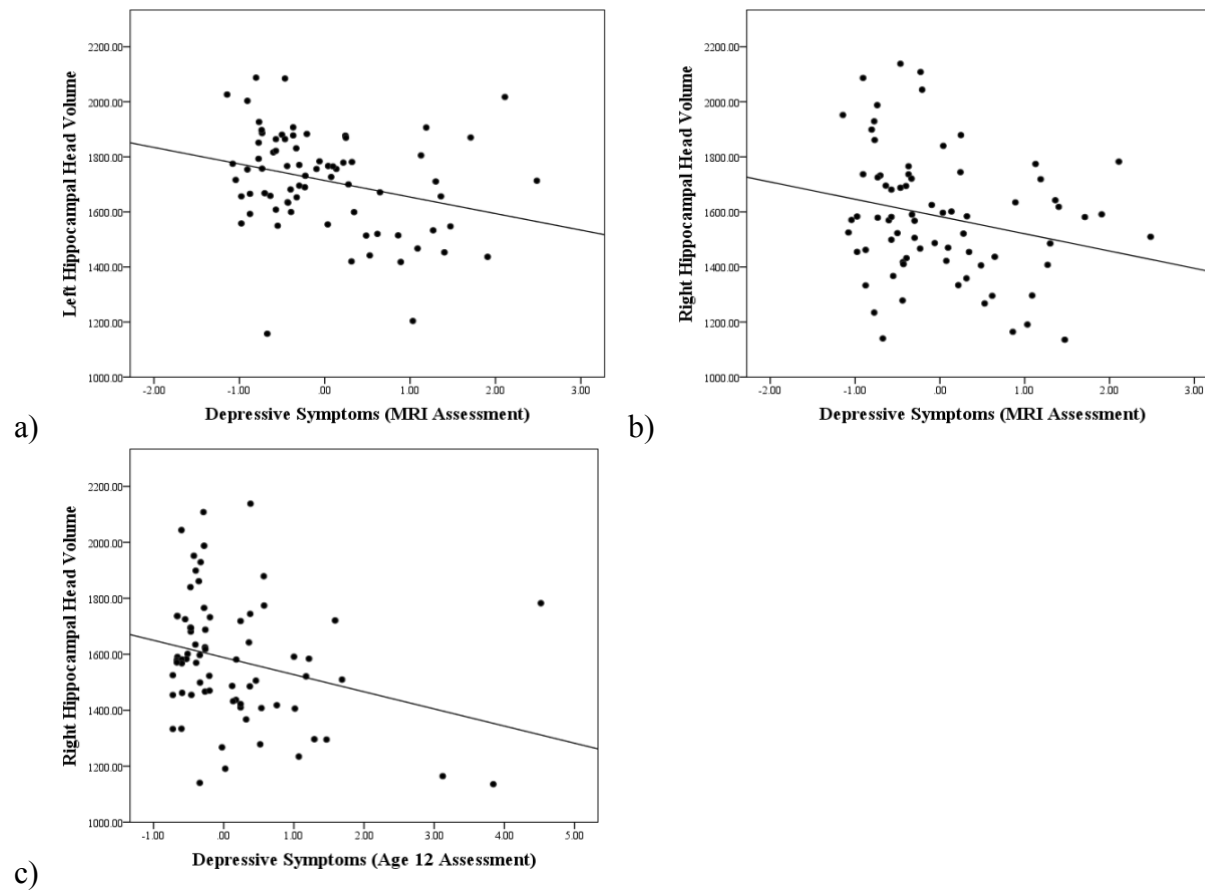 2200.00
2000.00
1800.00
1600.00
1400.00
1200.00
1000.00
Left Hippocampal Head Volume
-2.00 -1.00 .00 1.00 2.00 3.00
Depressive Symptoms (MRI Assessment)
a)
2200.00
2000.00
1800.00
1600.00
1400.00
1200.00
1000.00
Right Hippocampal Head Volume
-2.00 -1.00 .00 1.00 2.00 3.00
Depressive Symptoms (MRI Assessment)
b)
2200.00
2000.00
1800.00
1600.00
1400.00
1200.00
1000.00
Right Hippocampal Head Volume
-1.00 .00 1.00 2.00 3.00 4.00 5.00
Depressive Symptoms (Age 12 Assessment)
c)